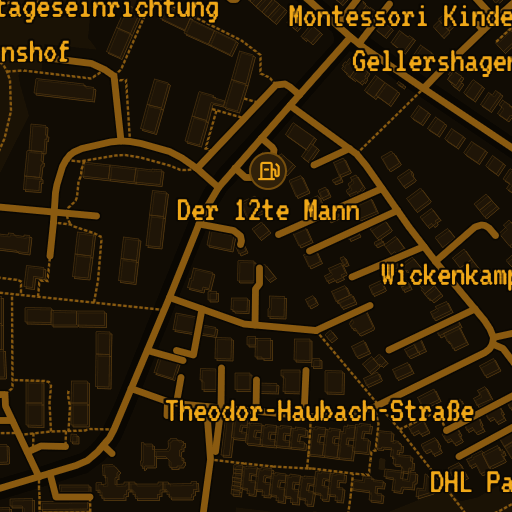 tageseinrichtung
Montessori Kinde
nshof
Gellershagen
Der 12te Mann
Wickenkamp
Theodor-Haubach-Straße
DHL Pa